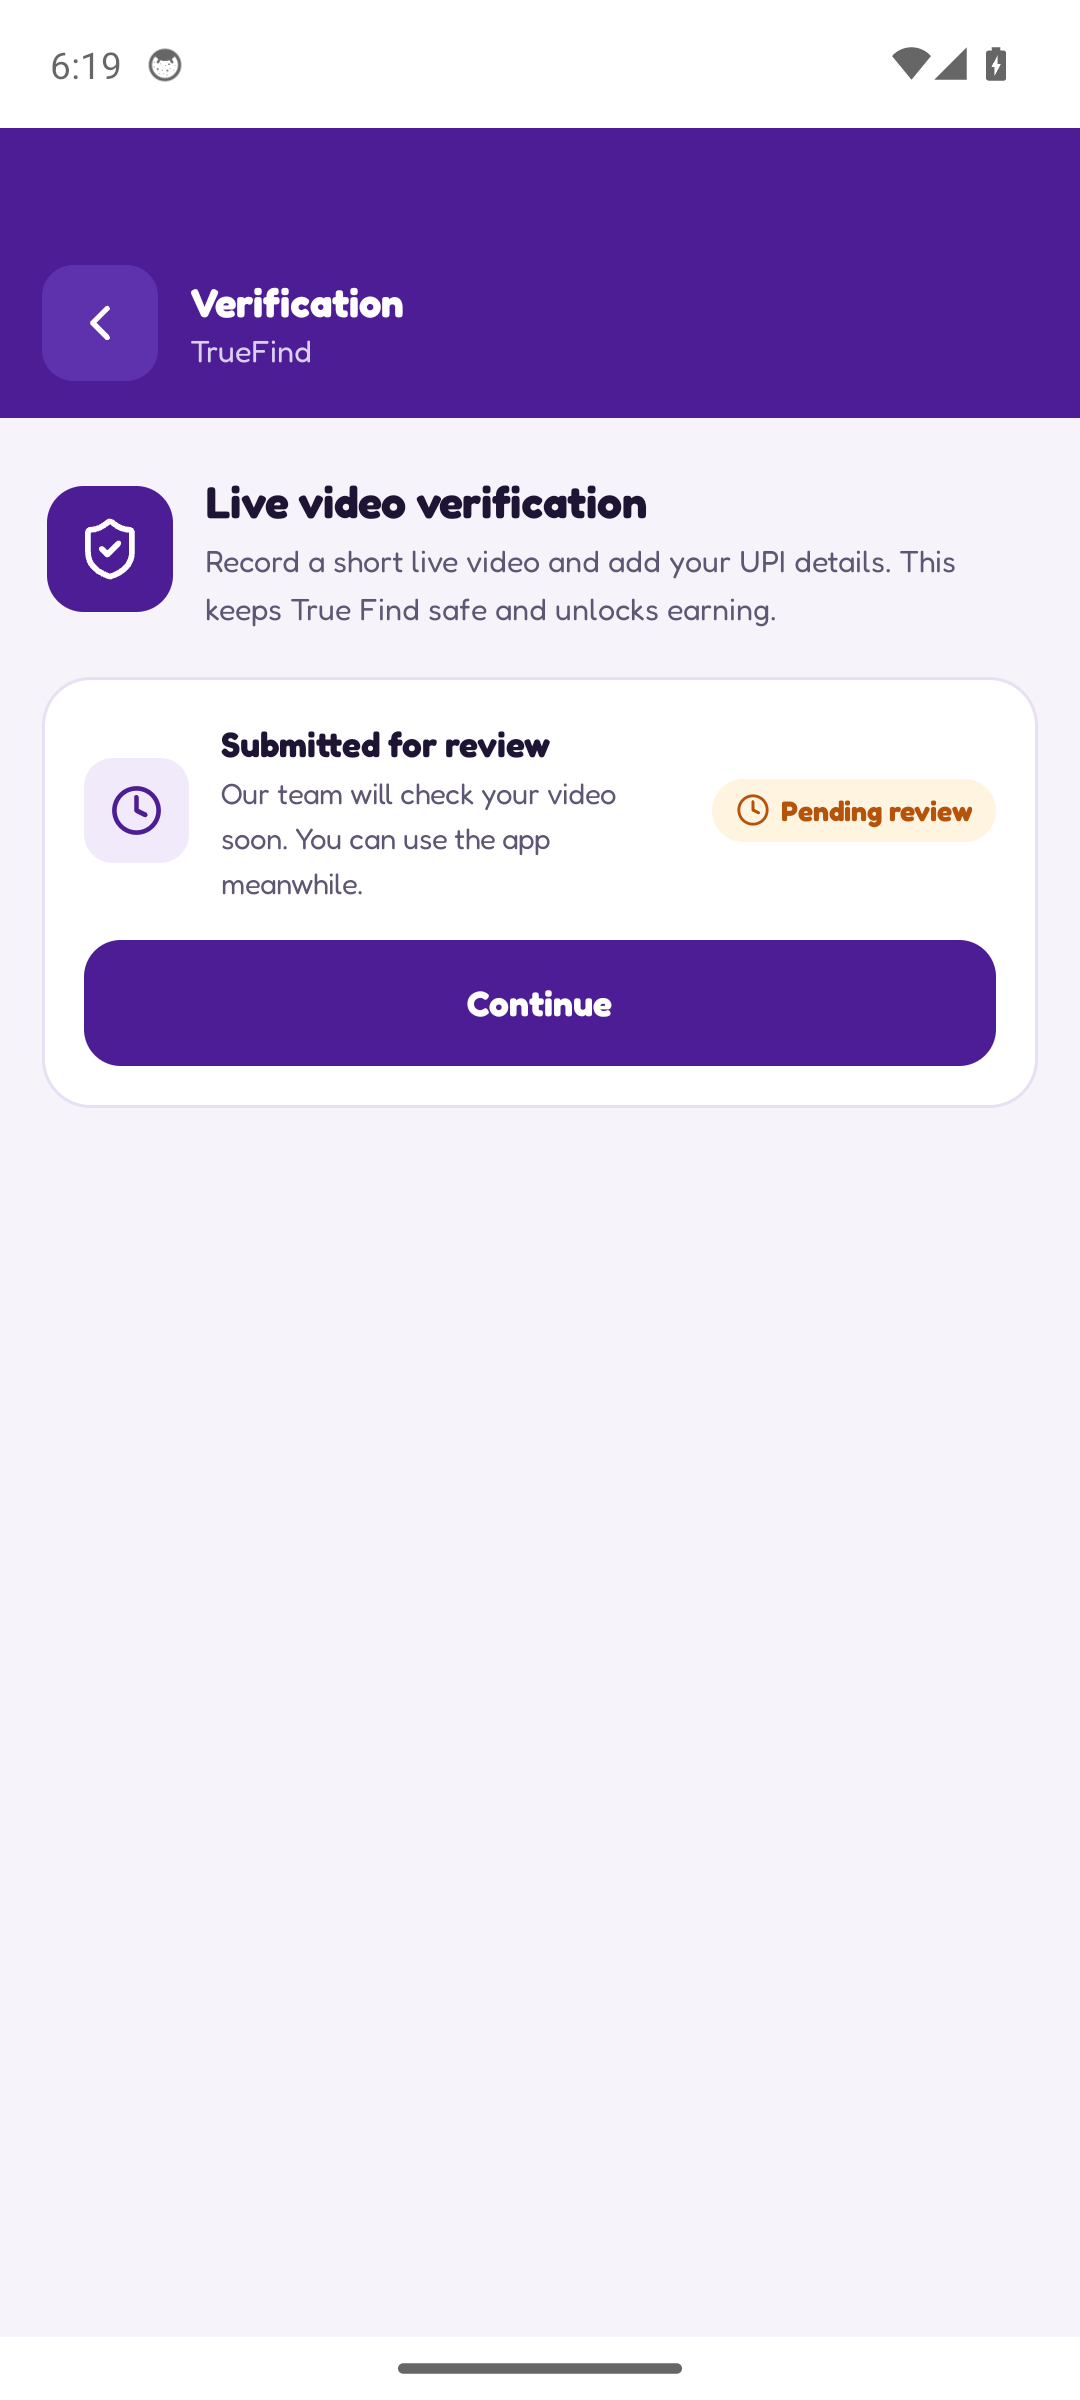 6:19
Verification
TrueFind
Live video verification
Record a short live video and add your UPI details. This
keeps True Find safe and unlocks earning.
Submitted for review
Our team will check your video
soon. You can use the app
meanwhile.
Pending review
Continue